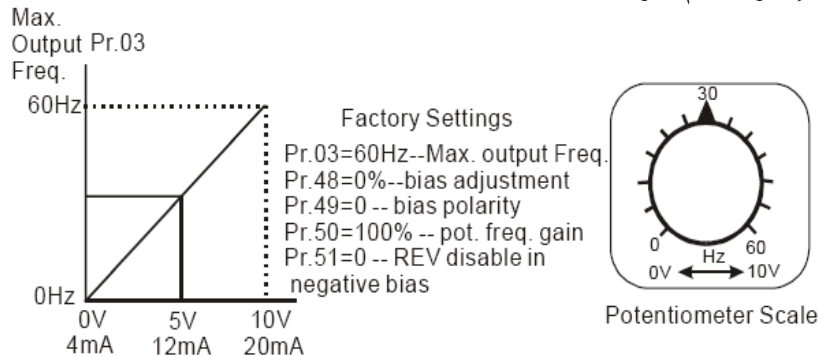 Max.
Output Pr.03
Freq.
60Hz
0Hz
0V 5V 10V
4mA 12mA 20mA
Factory Settings
Pr.03=60Hz--Max. output Freq.
Pr.48=0%--bias adjustment
Pr.49=0 -- bias polarity
Pr.50=100% -- pot. freq. gain
Pr.51=0 -- REV disable in
negative bias
30
0 60
Hz
0V 10V
Potentiometer Scale